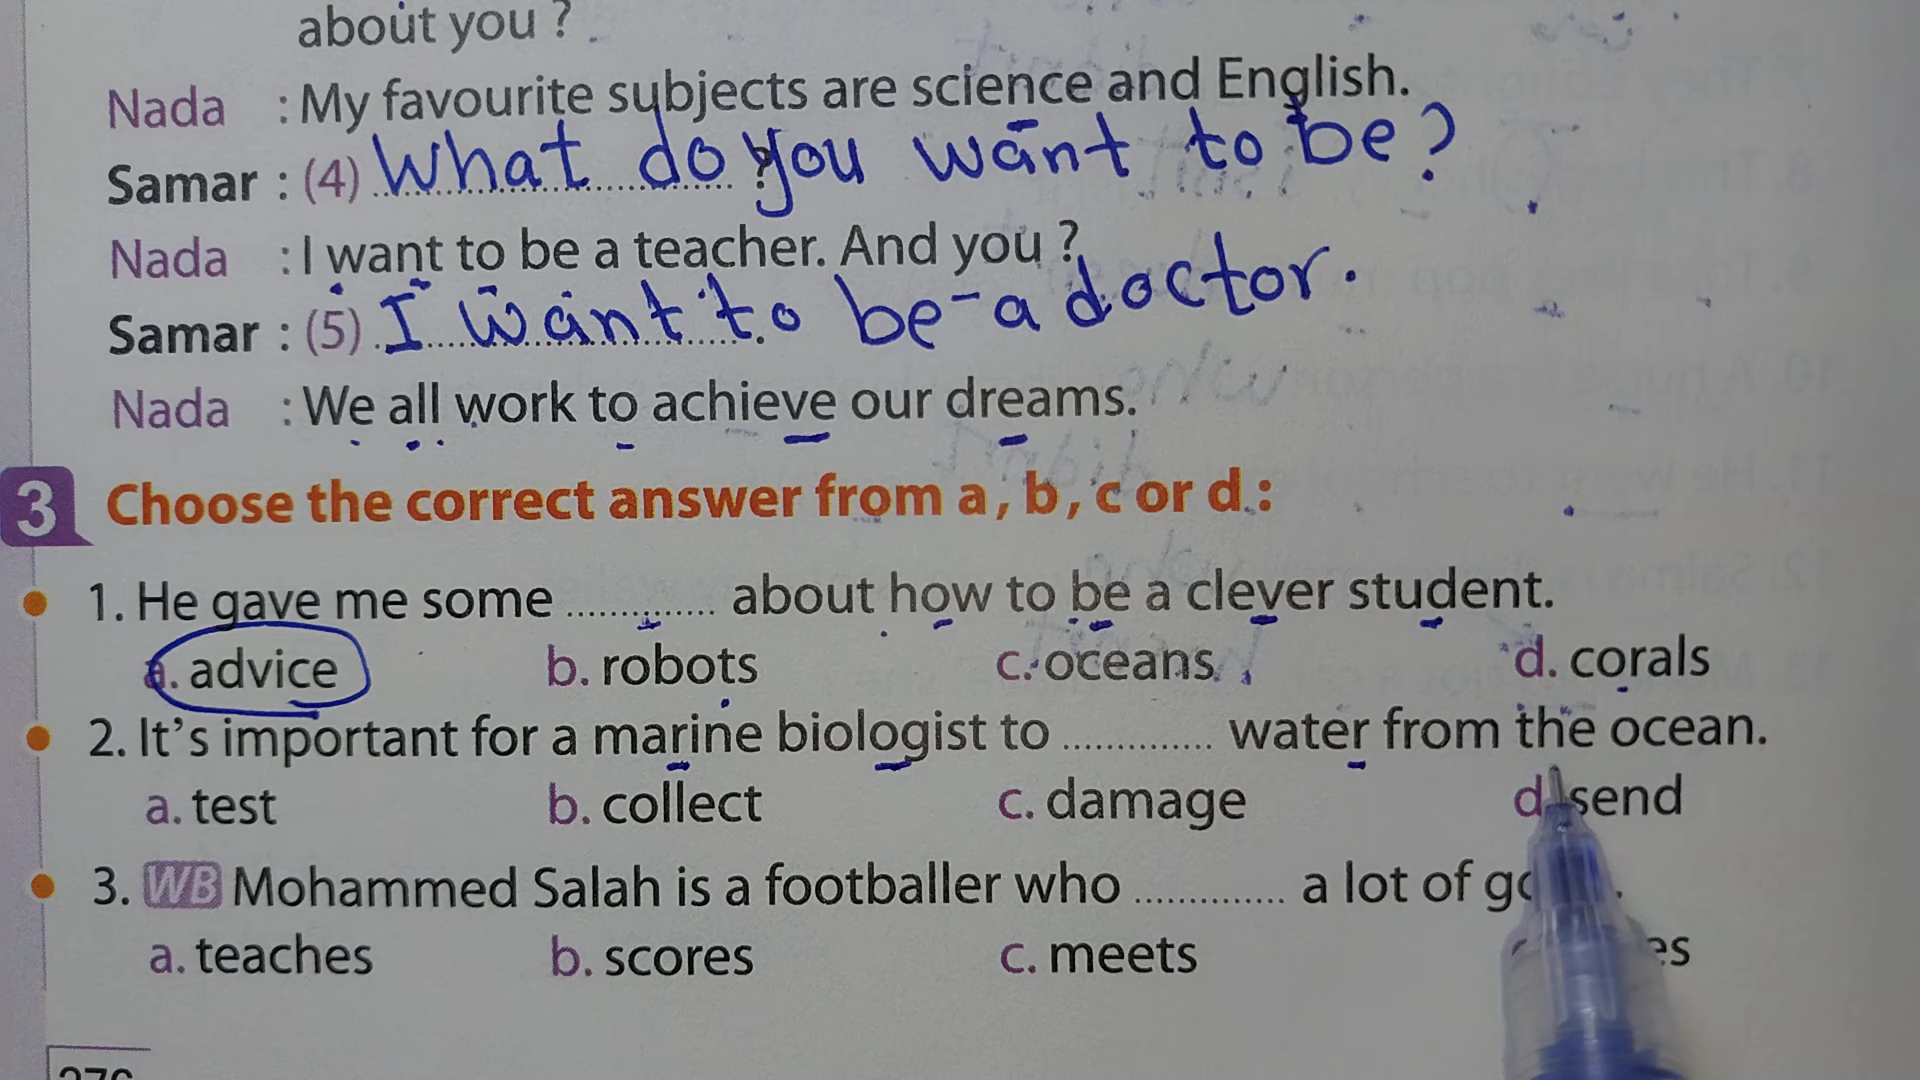 about you ?
Nada : My favourite subjects are science and English.
Samar : (4) What do you want to be?
Nada : I want to be a teacher. And you ?
Samar : (5) I want to be a doctor.
Nada : We all work to achieve our dreams.
3 Choose the correct answer from a, b, c or d :
1. He gave me some .............. about how to be a clever student.
a. advice b. robots c. oceans d. corals
2. It's important for a marine biologist to .............. water from the ocean.
a. test b. collect c. damage d. send
3. WB Mohammed Salah is a footballer who .............. a lot of
a. teaches b. scores c. meets